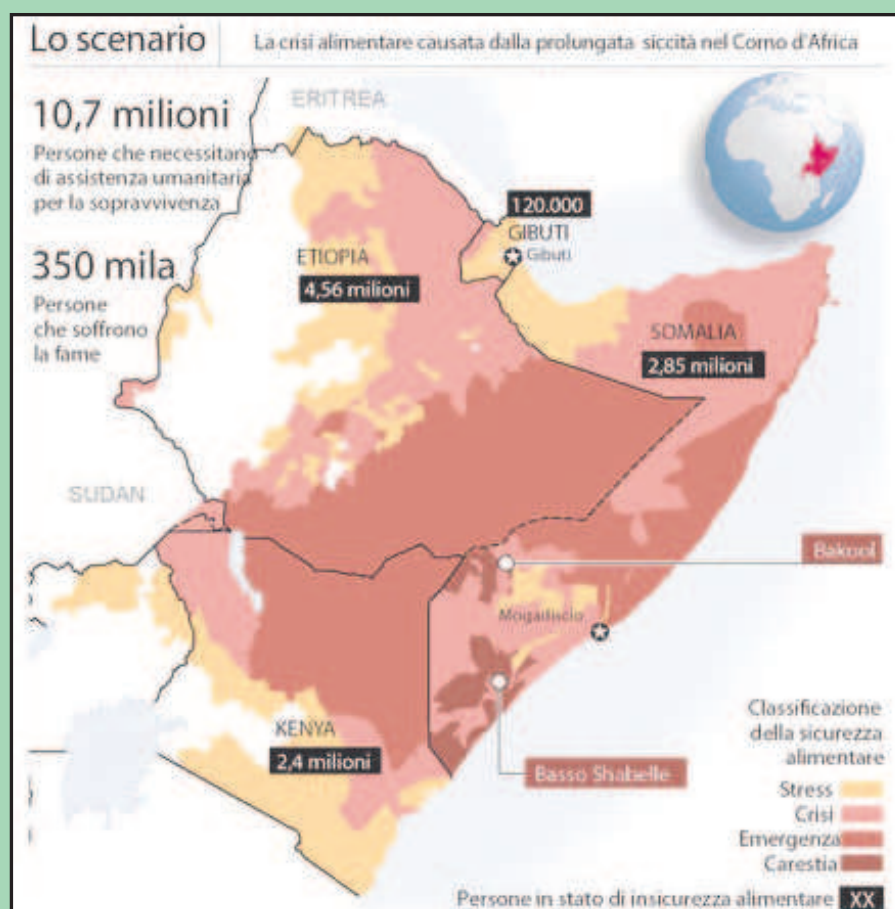 Lo scenario
La crisi alimentare causata dalla prolungata siccità nel Corno d'Africa
10,7 milioni
Persone che necessitano
di assistenza umanitaria
per la sopravvivenza
350 mila
Persone
che soffrono
la fame
ERITREA
120.000
GIBUTI
Gibuti
ETIOPIA
4,56 milioni
SOMALIA
2,85 milioni
SUDAN
Bakool
Mogadiscio
KENYA
2,4 milioni
Basso Shabelle
Classificazione
della sicurezza
alimentare
Stress
Crisi
Emergenza
Carestia
Persone in stato di insicurezza alimentare XX